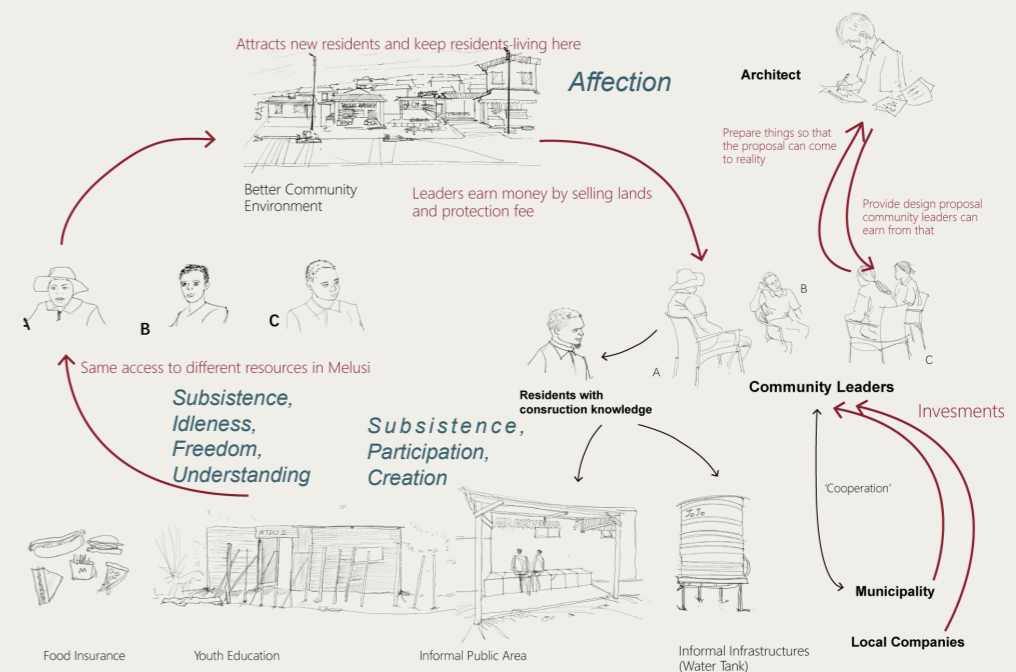 Attracts new residents and keep residents living here
Affection
Architect
Prepare things so that
the proposal can come
to reality
Better Community
Environment
Leaders earn money by selling lands
and protection fee
Provide design proposal
community leaders can
earn from that
A
B
C
B
A
C
Same access to different resources in Melusi
Subsistence,
Idleness,
Freedom,
Understanding
Subsistence,
Participation,
Creation
Residents with
consruction knowledge
Community Leaders
Invesments
'Cooperation'
MTDO 2
JoJo
M
Municipality
Local Companies
Food Insurance
Youth Education
Informal Public Area
Informal Infrastructures
(Water Tank)